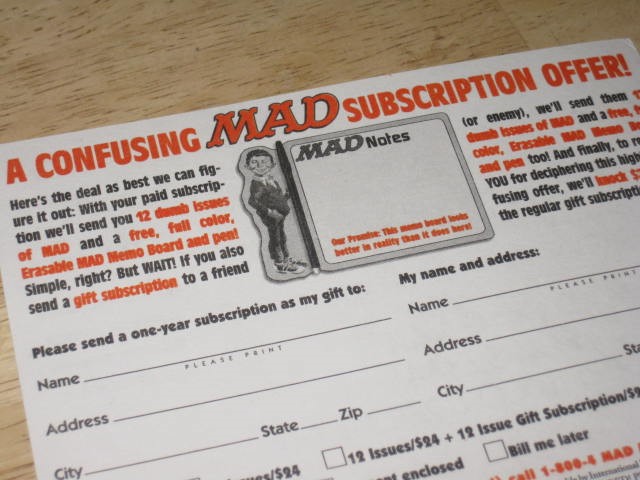 A CONFUSING MAD SUBSCRIPTION OFFER!
Here's the deal as best we can fig-
ure it out: With your paid subscrip-
tion we'll send you 12 dumb issues
of MAD and a free, full color,
Erasable MAD Memo Board and pen!
Simple, right? But WAIT! If you also
send a gift subscription to a friend
MAD Notes
Our Promise: This memo board looks
better in reality than it does here!
(or enemy), we'll send them
dumb issues of MAD and a free,
color, Erasable MAD Memo
and pen too! And finally, to
YOU for deciphering this
fusing offer, we'll knock
the regular gift
Please send a one-year subscription as my gift to:
PLEASE PRINT
Name
Address
City State Zip
My name and address:
PLEASE PRINT
Name
Address
City
12 Issues/$24 + 12 Issue Gift Subscription/
enclosed
Bill me later
call 1-800-4 MAD
by International